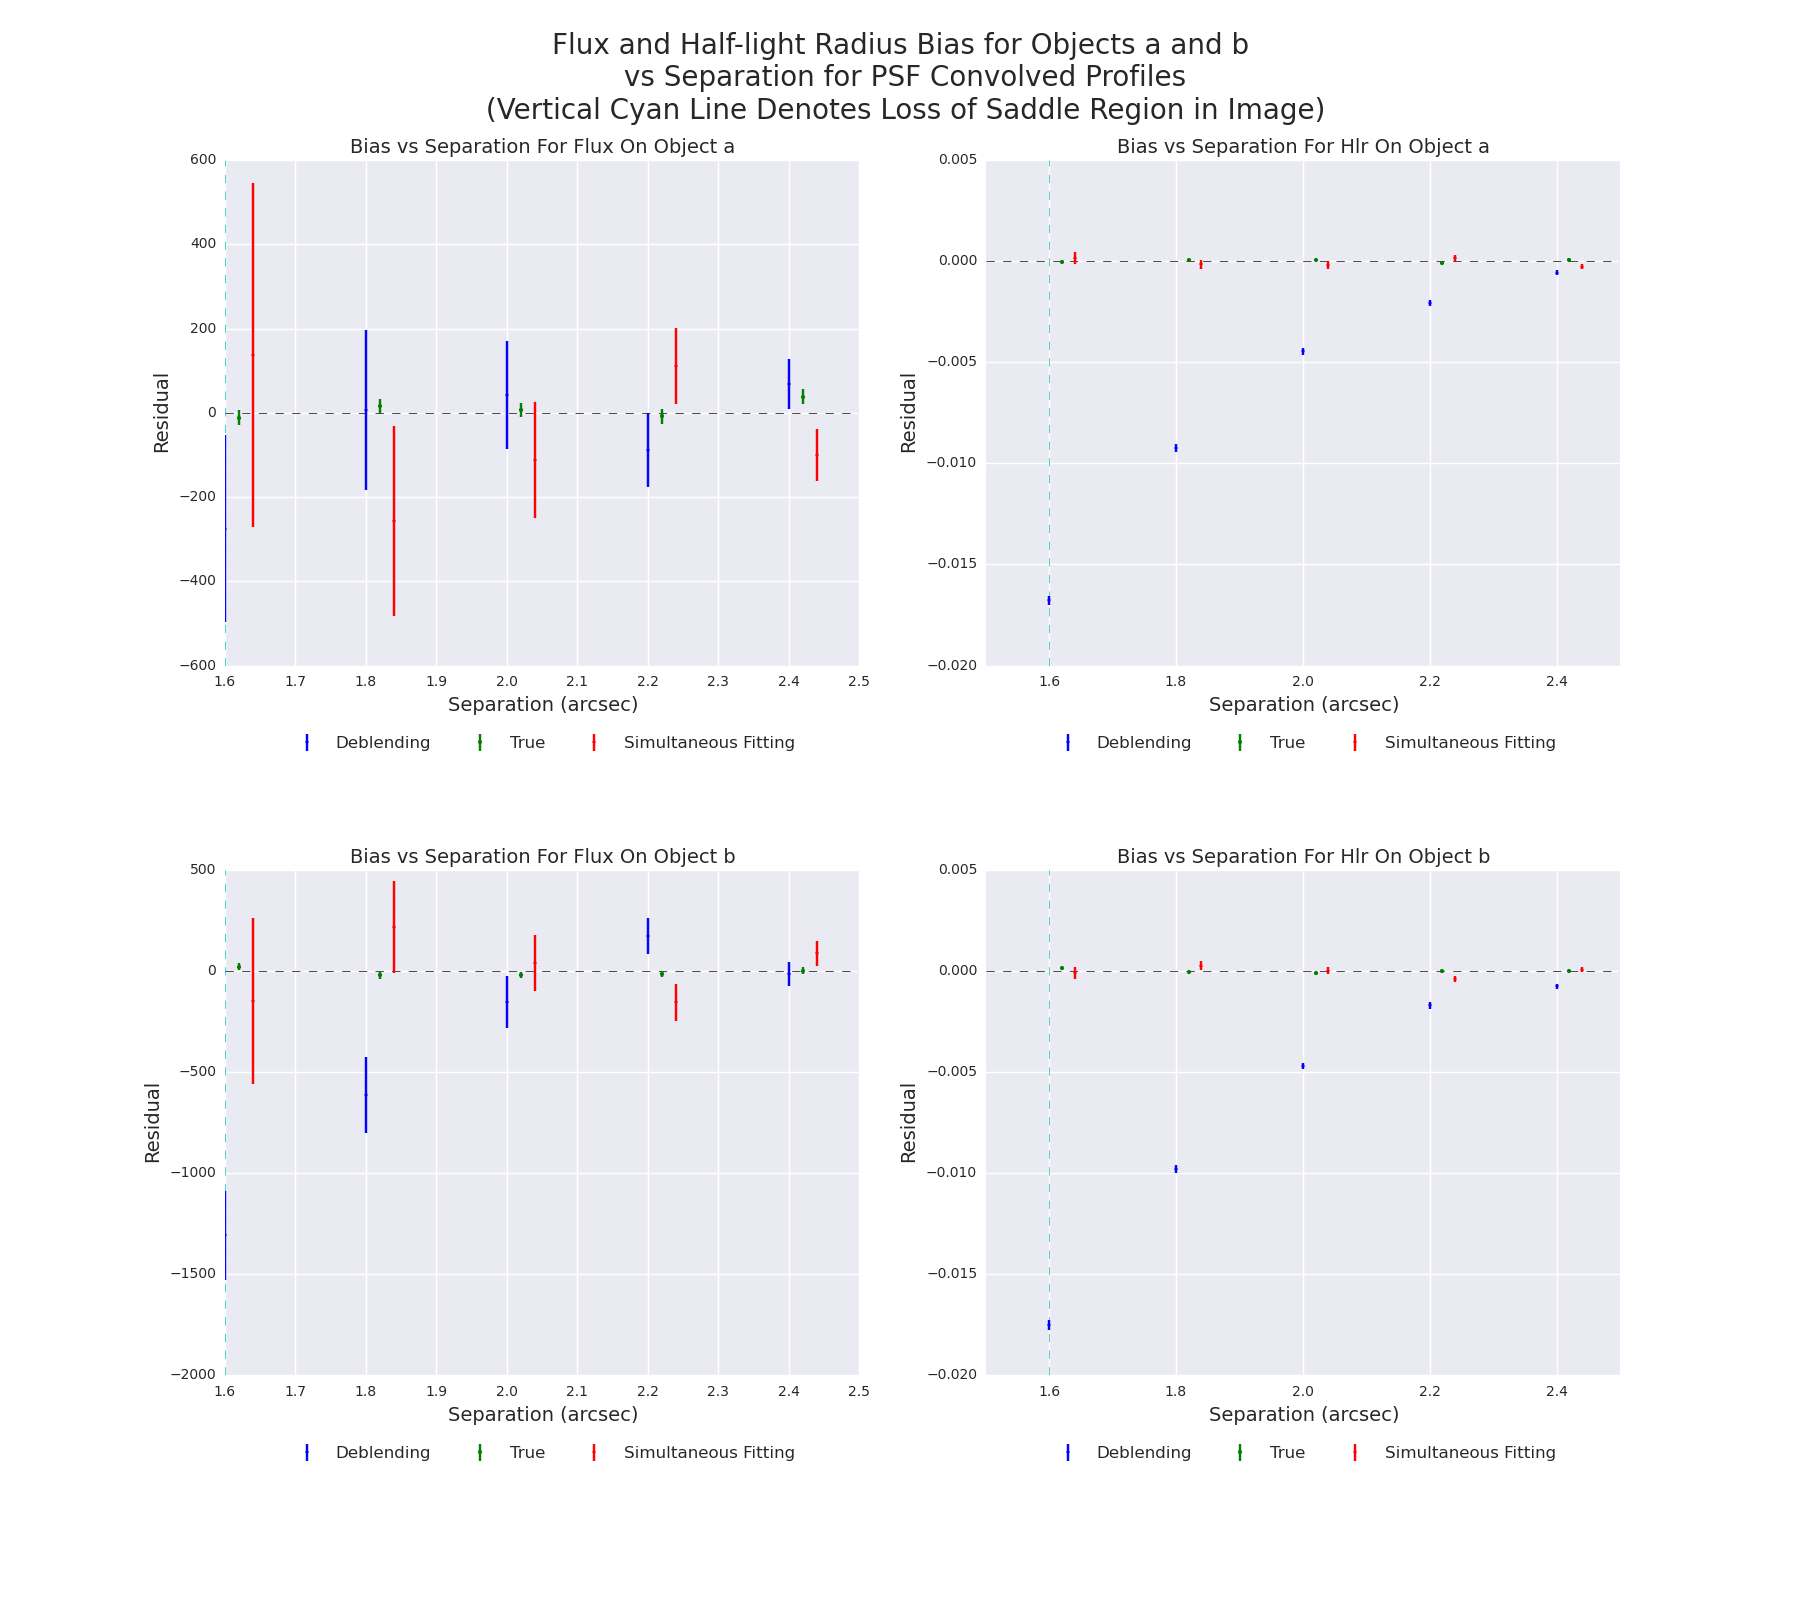 Flux and Half-light Radius Bias for Objects a and b
vs Separation for PSF Convolved Profiles
(Vertical Cyan Line Denotes Loss of Saddle Region in Image)
Bias vs Separation For Flux On Object a
600
400
200
0
−200
−400
−600
Residual
1.6 1.7 1.8 1.9 2.0 2.1 2.2 2.3 2.4 2.5
Separation (arcsec)
Deblending True Simultaneous Fitting
Bias vs Separation For Hlr On Object a
0.005
0.000
−0.005
−0.010
−0.015
−0.020
Residual
1.6 1.8 2.0 2.2 2.4
Separation (arcsec)
Deblending True Simultaneous Fitting
Bias vs Separation For Flux On Object b
500
0
−500
−1000
−1500
−2000
Residual
1.6 1.7 1.8 1.9 2.0 2.1 2.2 2.3 2.4 2.5
Separation (arcsec)
Deblending True Simultaneous Fitting
Bias vs Separation For Hlr On Object b
0.005
0.000
−0.005
−0.010
−0.015
−0.020
Residual
1.6 1.8 2.0 2.2 2.4
Separation (arcsec)
Deblending True Simultaneous Fitting